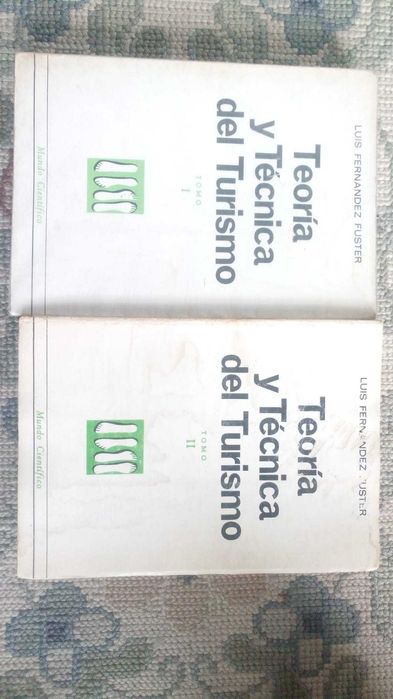 LUIS FERNANDEZ FUSTER
Teoría
y Técnica
del Turismo
TOMO
I
Mundo Científico
LUIS FERNANDEZ FUSTER
Teoría
y Técnica
del Turismo
TOMO
II
Mundo Científico